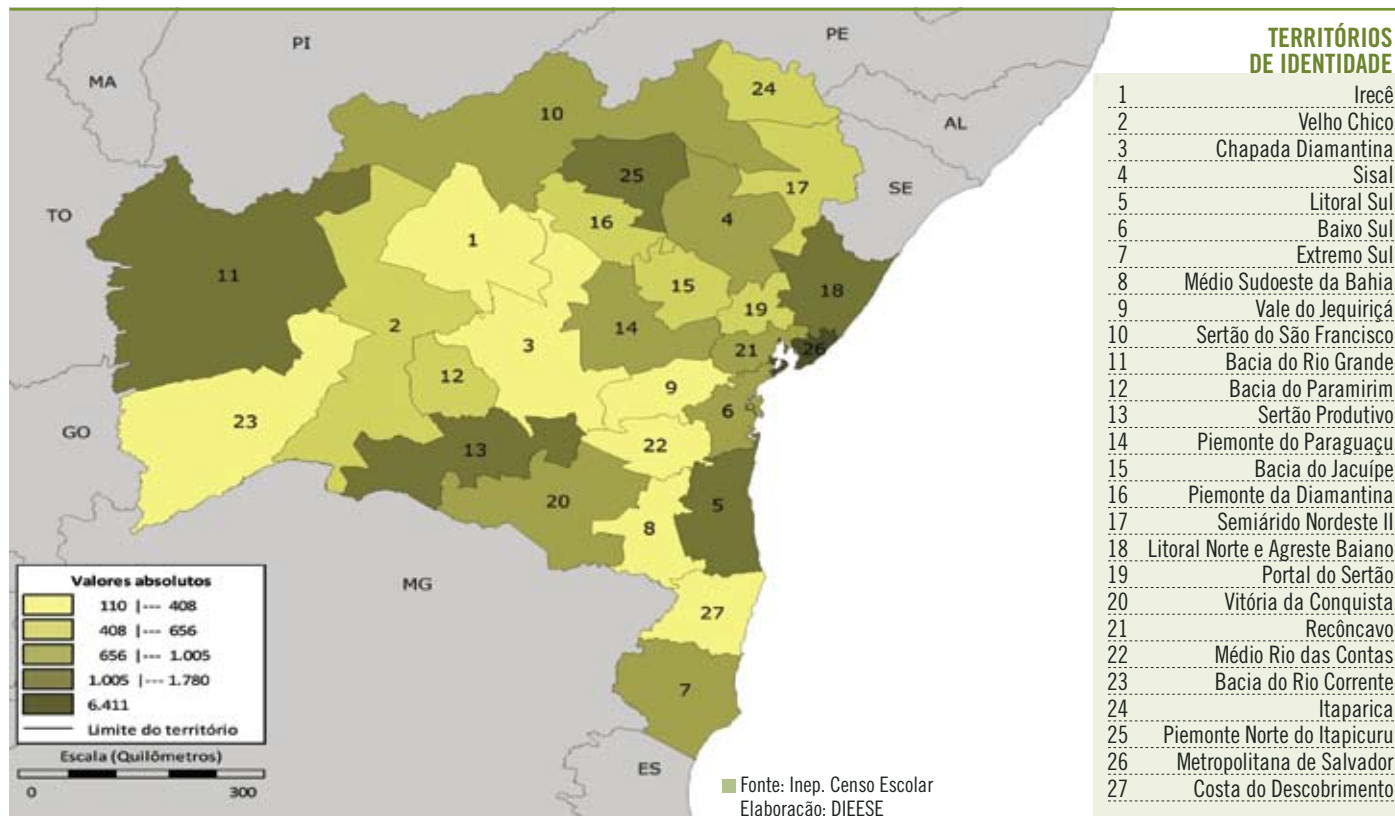 PI
PE
MA
AL
TO
SE
GO
MG
ES
10
24
25
17
16
4
1
11
15
18
19
2
14
3
21
26
12
9
6
23
22
13
20
5
8
27
7
Valores absolutos
110 |--- 408
408 |--- 656
656 |--- 1.005
1.005 |--- 1.780
6.411
Limite do território
Escala (Quilômetros)
0 300
Fonte: Inep. Censo Escolar
Elaboração: DIEESE
TERRITÓRIOS
DE IDENTIDADE
1 Irecê
2 Velho Chico
3 Chapada Diamantina
4 Sisal
5 Litoral Sul
6 Baixo Sul
7 Extremo Sul
8 Médio Sudoeste da Bahia
9 Vale do Jequiriçá
10 Sertão do São Francisco
11 Bacia do Rio Grande
12 Bacia do Paramirim
13 Sertão Produtivo
14 Piemonte do Paraguaçu
15 Bacia do Jacuípe
16 Piemonte da Diamantina
17 Semiárido Nordeste II
18 Litoral Norte e Agreste Baiano
19 Portal do Sertão
20 Vitória da Conquista
21 Recôncavo
22 Médio Rio das Contas
23 Bacia do Rio Corrente
24 Itaparica
25 Piemonte Norte do Itapicuru
26 Metropolitana de Salvador
27 Costa do Descobrimento